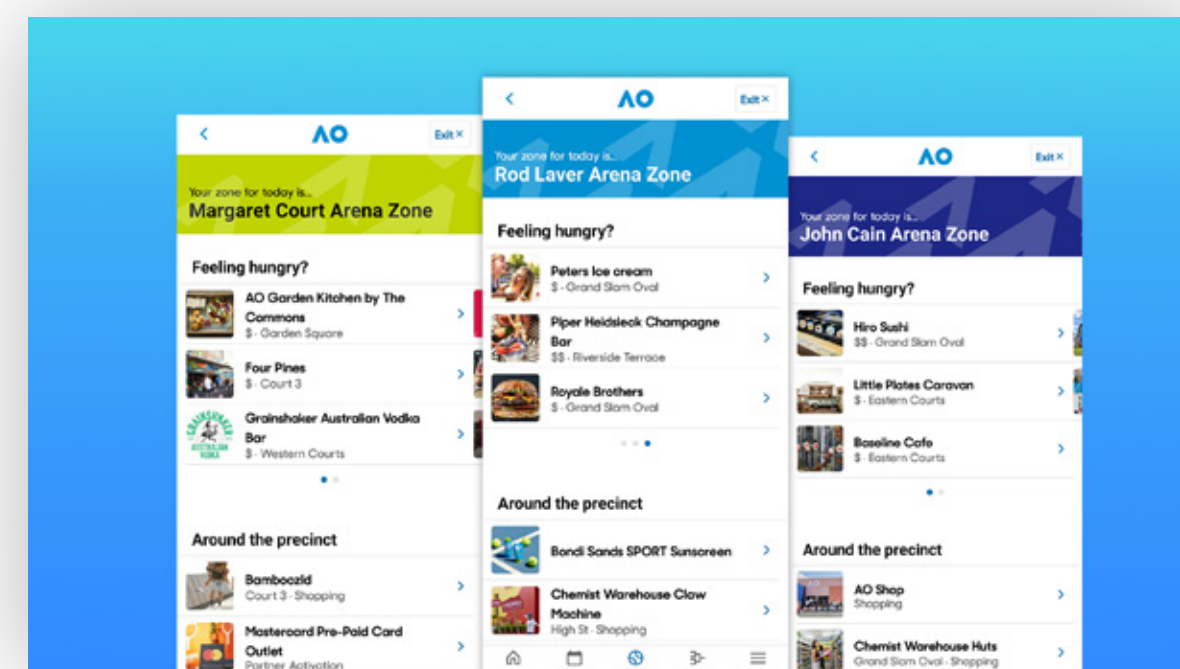 AO
Exit ×
Your zone for today is...
Margaret Court Arena Zone
Feeling hungry?
AO Garden Kitchen by The
Commons
$ · Garden Square
Four Pines
$ · Court 3
GRAINSHAKER
AUSTRALIAN
VODKA
Grainshaker Australian Vodka
Bar
$ · Western Courts
Around the precinct
Bamboozld
Court 3 · Shopping
Mastercard Pre-Paid Card
Outlet
Partner Activation
AO
Exit ×
Your zone for today is...
Rod Laver Arena Zone
Feeling hungry?
Peters Ice cream
$ · Grand Slam Oval
Piper Heidsieck Champagne
Bar
$$ · Riverside Terrace
Royale Brothers
$ · Grand Slam Oval
Around the precinct
Bondi Sands SPORT Sunscreen
Chemist Warehouse Claw
Machine
High St · Shopping
AO
Exit ×
Your zone for today is...
John Cain Arena Zone
Feeling hungry?
Hiro Sushi
$$ · Grand Slam Oval
Little Plates Caravan
$ · Eastern Courts
Baseline Cafe
$ · Eastern Courts
Around the precinct
AO Shop
Shopping
Chemist Warehouse Huts
Grand Slam Oval · Shopping